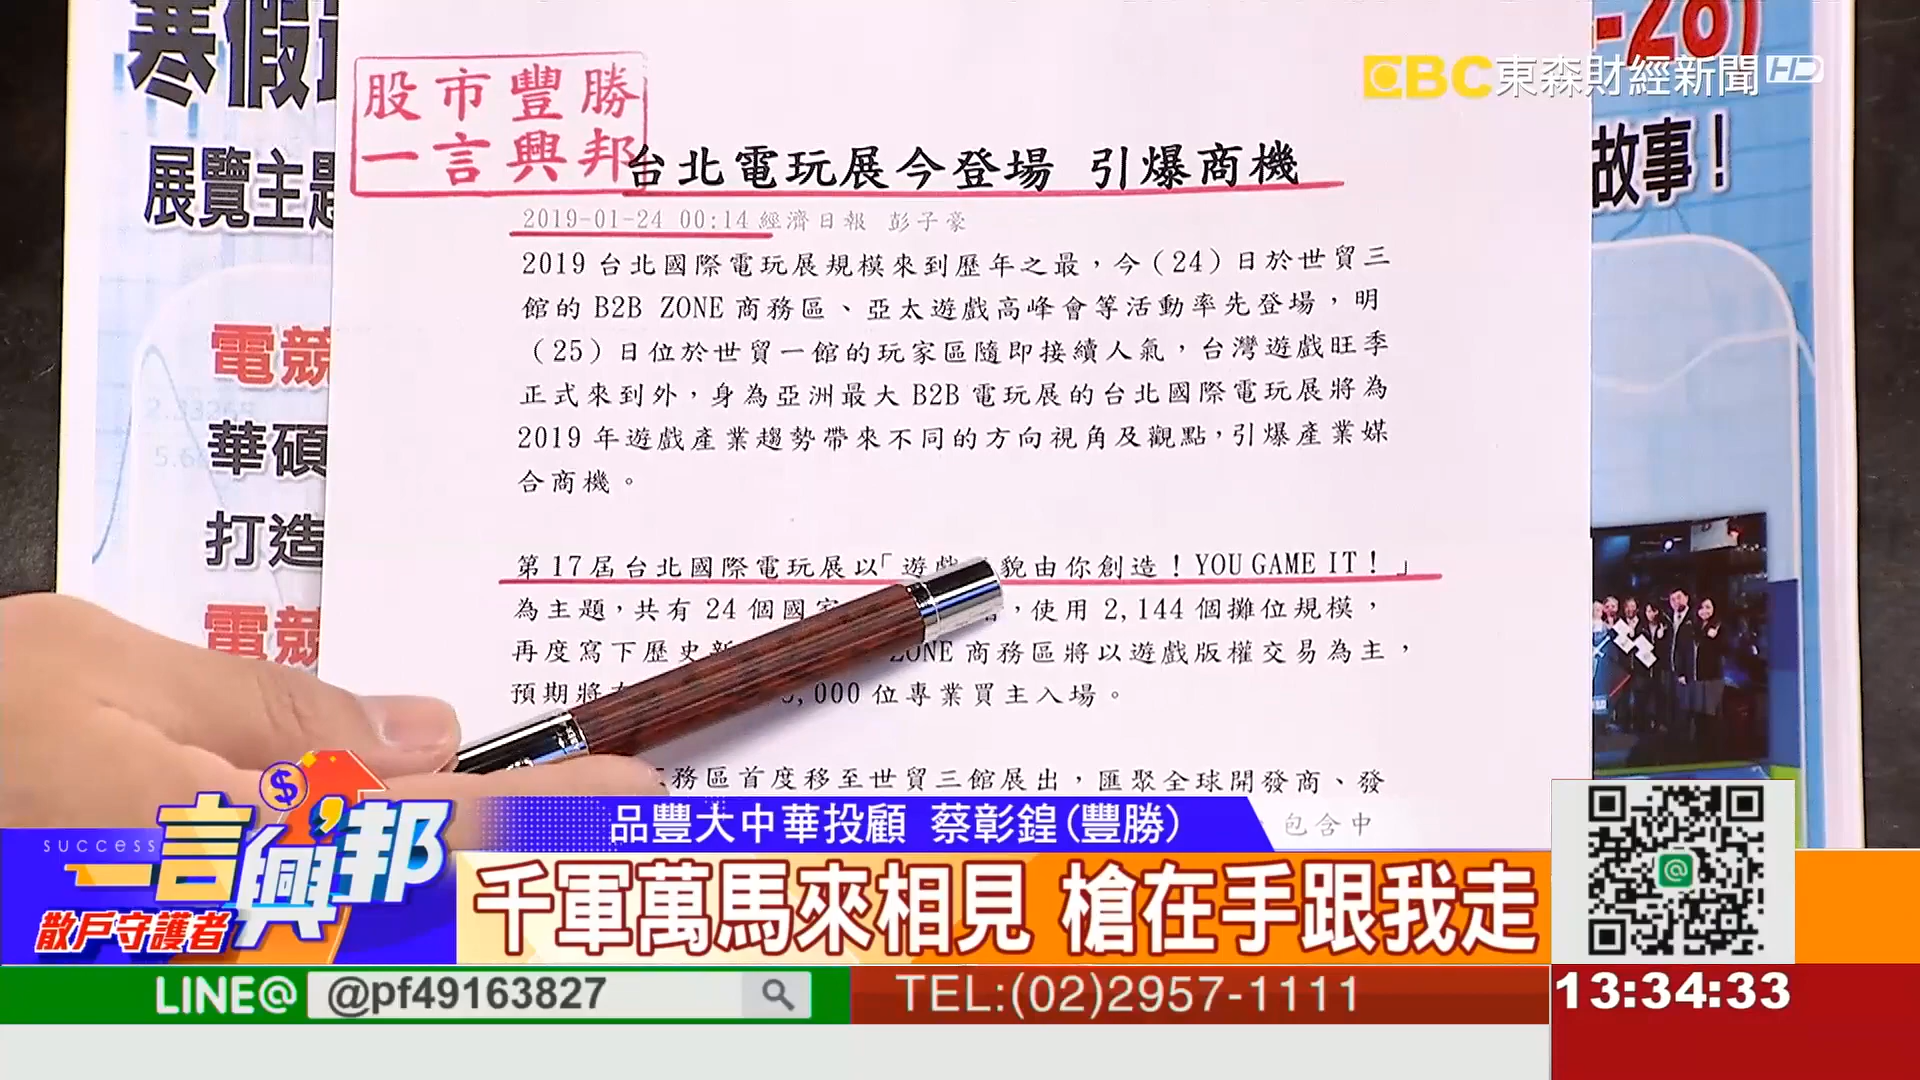 寒假
-28)
EBC 東森財經新聞 HD
股市豐勝
一言興邦
台北電玩展今登場 引爆商機
展覽主題
故事！
2019-01-24 00:14 經濟日報 彭子豪
2019 台北國際電玩展規模來到歷年之最，今（24）日於世貿三
館的 B2B ZONE 商務區、亞太遊戲高峰會等活動率先登場，明
（25）日位於世貿一館的玩家區隨即接續人氣，台灣遊戲旺季
正式來到外，身為亞洲最大 B2B 電玩展的台北國際電玩展將為
2019 年遊戲產業趨勢帶來不同的方向視角及觀點，引爆產業媒
合商機。
電競
華碩
打造
電競
第 17 屆台北國際電玩展以「遊戲 貌由你創造！YOU GAME IT！」
為主題，共有 24 個國家 ，使用 2,144 個攤位規模，
再度寫下歷史新 ZONE 商務區將以遊戲版權交易為主，
預期將 ,000 位專業買主入場。
務區首度移至世貿三館展出，匯聚全球開發商、發
包含中
品豐大中華投顧 蔡彰鍠(豐勝)
success
一言興邦
散戶守護者
千軍萬馬來相見 槍在手跟我走
LINE@ @pf49163827
TEL:(02)2957-1111
13:34:33